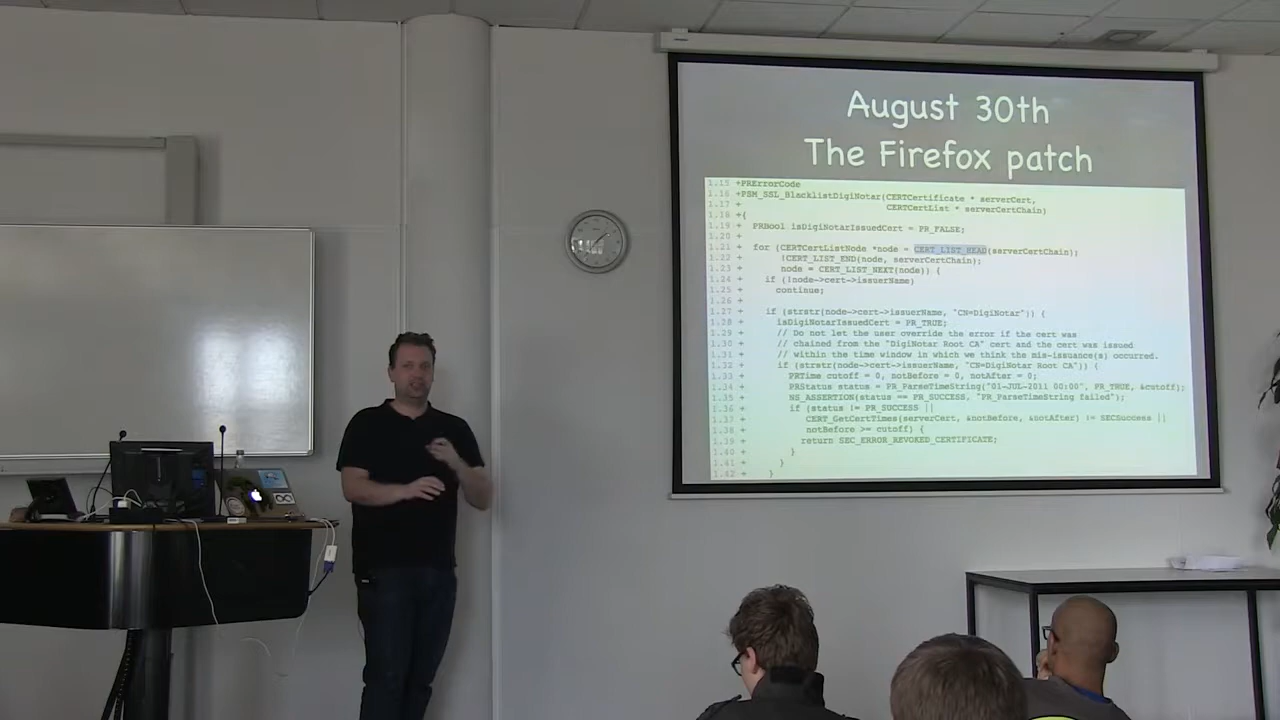 August 30th
The Firefox patch
1.15 +PRErrorCode
1.16 +PSM_SSL_BlacklistDigiNotar(CERTCertificate * serverCert,
1.17 + CERTCertList * serverCertChain)
1.18 +{
1.19 + PRBool isDigiNotarIssuedCert = PR_FALSE;
1.20 +
1.21 + for (CERTCertListNode *node = CERT_LIST_HEAD(serverCertChain);
1.22 + !CERT_LIST_END(node, serverCertChain);
1.23 + node = CERT_LIST_NEXT(node)) {
1.24 + if (!node->cert->issuerName)
1.25 + continue;
1.26 +
1.27 + if (strstr(node->cert->issuerName, "CN=DigiNotar")) {
1.28 + isDigiNotarIssuedCert = PR_TRUE;
1.29 + // Do not let the user override the error if the cert was
1.30 + // chained from the "DigiNotar Root CA" cert and the cert was issued
1.31 + // within the time window in which we think the mis-issuance(s) occurred.
1.32 + if (strstr(node->cert->issuerName, "CN=DigiNotar Root CA")) {
1.33 + PRTime cutoff = 0, notBefore = 0, notAfter = 0;
1.34 + PRStatus status = PR_ParseTimeString("01-JUL-2011 00:00", PR_TRUE, &cutoff);
1.35 + NS_ASSERTION(status == PR_SUCCESS, "PR_ParseTimeString failed");
1.36 + if (status != PR_SUCCESS ||
1.37 + CERT_GetCertTimes(serverCert, &notBefore, &notAfter) != SECSuccess ||
1.38 + notBefore >= cutoff) {
1.39 + return SEC_ERROR_REVOKED_CERTIFICATE;
1.40 + }
1.41 + }
1.42 + }